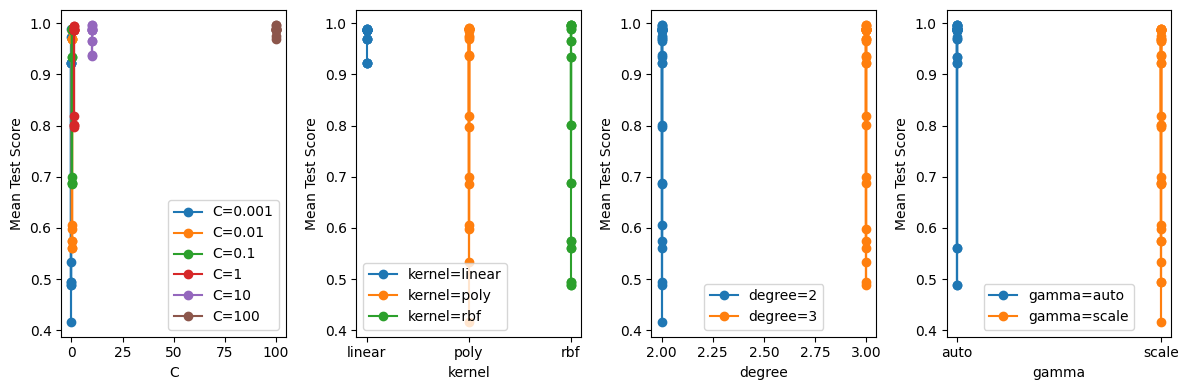 1.0
0.9
0.8
0.7
0.6
0.5
0.4
Mean Test Score
0 25 50 75 100
C
C=0.001
C=0.01
C=0.1
C=1
C=10
C=100
1.0
0.9
0.8
0.7
0.6
0.5
0.4
Mean Test Score
linear poly rbf
kernel
kernel=linear
kernel=poly
kernel=rbf
1.0
0.9
0.8
0.7
0.6
0.5
0.4
Mean Test Score
2.00 2.25 2.50 2.75 3.00
degree
degree=2
degree=3
1.0
0.9
0.8
0.7
0.6
0.5
0.4
Mean Test Score
auto scale
gamma
gamma=auto
gamma=scale